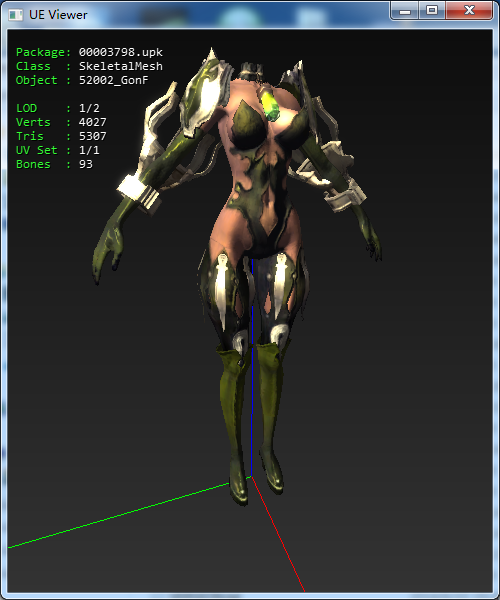 UE Viewer
Package: 00003798.upk
Class  : SkeletalMesh
Object : 52002_GonF
LOD    : 1/2
Verts  : 4027
Tris   : 5307
UV Set : 1/1
Bones  : 93